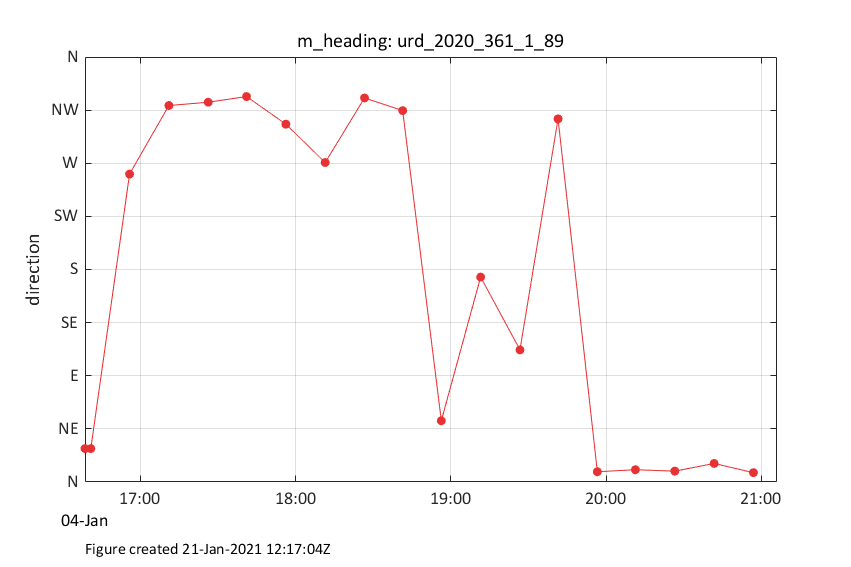 m_heading: urd_2020_361_1_89
N
NW
W
SW
S
SE
E
NE
N
direction
17:00 18:00 19:00 20:00 21:00
04-Jan
Figure created 21-Jan-2021 12:17:04Z